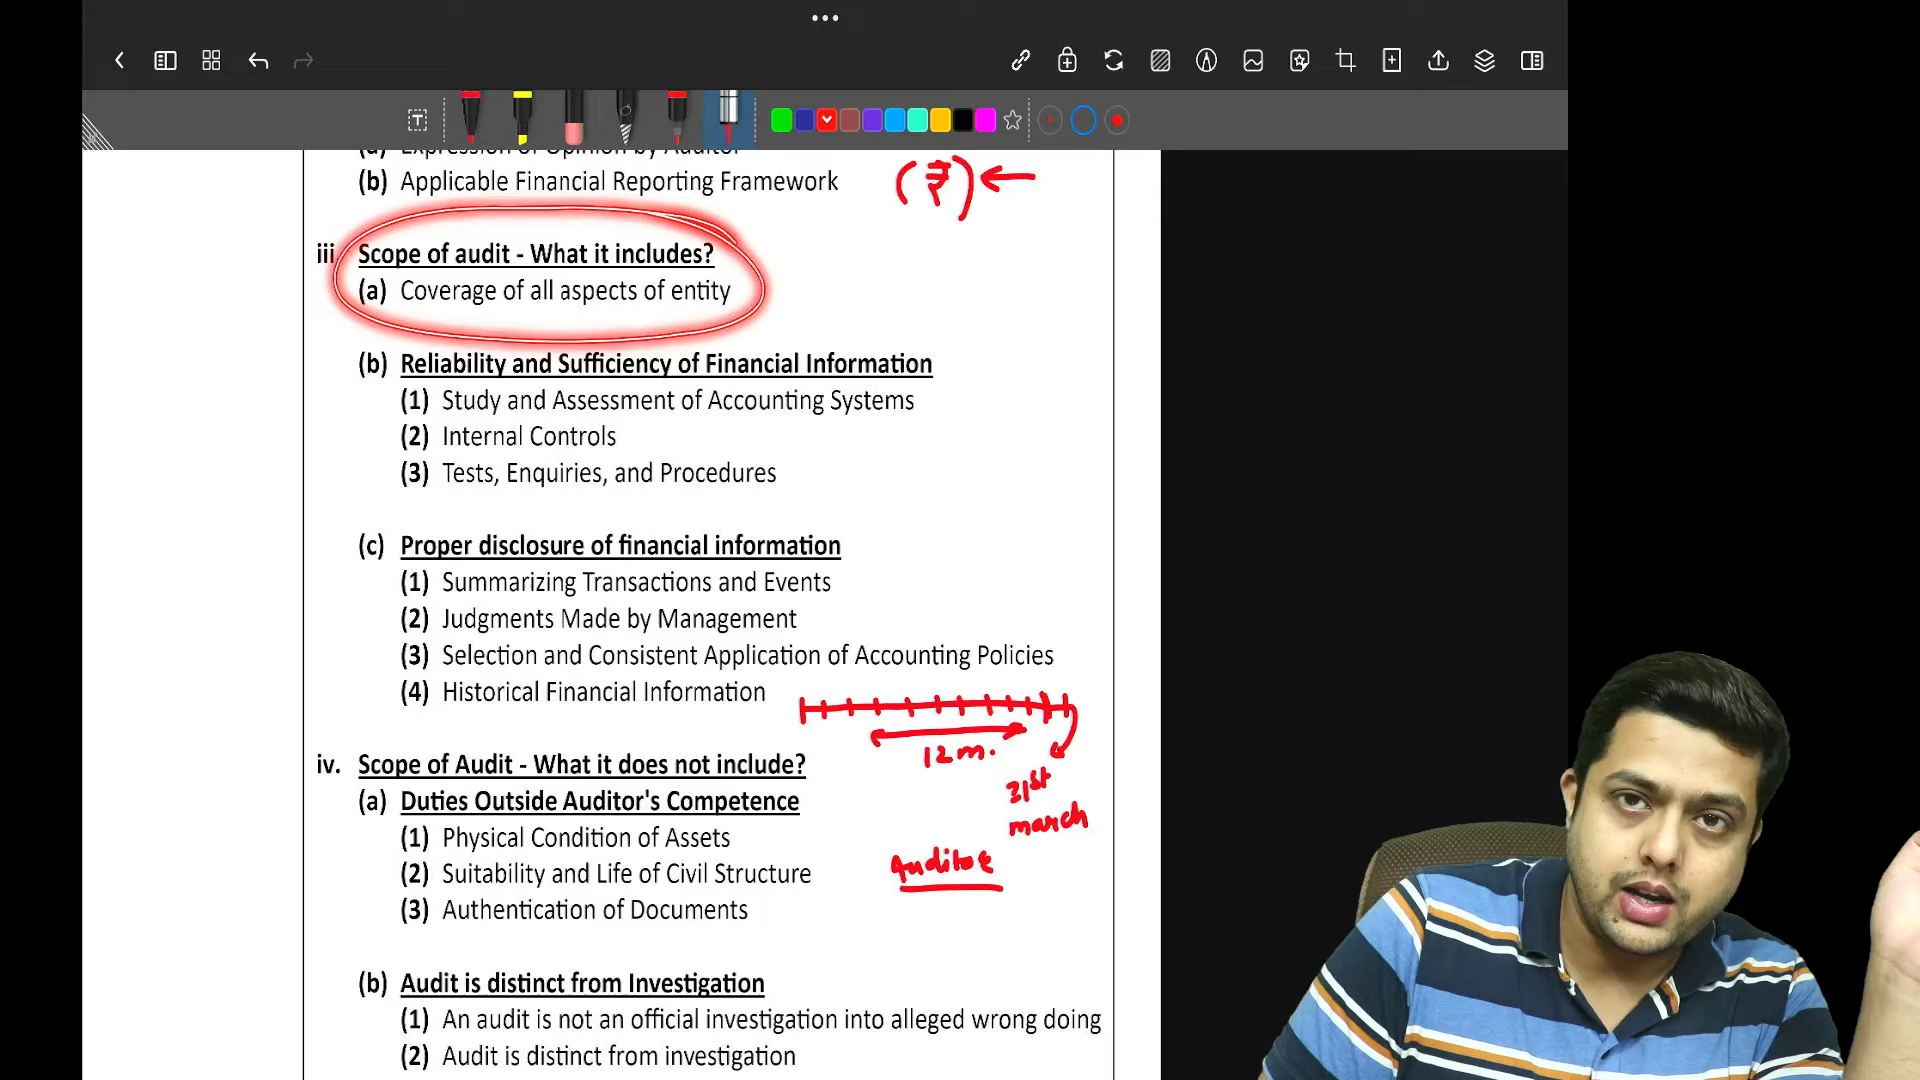 (a) Expression of Opinion by Auditor
(b) Applicable Financial Reporting Framework
(₹)
iii. Scope of audit - What it includes?
(a) Coverage of all aspects of entity
(b) Reliability and Sufficiency of Financial Information
(1) Study and Assessment of Accounting Systems
(2) Internal Controls
(3) Tests, Enquiries, and Procedures
(c) Proper disclosure of financial information
(1) Summarizing Transactions and Events
(2) Judgments Made by Management
(3) Selection and Consistent Application of Accounting Policies
(4) Historical Financial Information
12 m.
31st
march
iv. Scope of Audit - What it does not include?
(a) Duties Outside Auditor's Competence
(1) Physical Condition of Assets
(2) Suitability and Life of Civil Structure
Auditor
(3) Authentication of Documents
(b) Audit is distinct from Investigation
(1) An audit is not an official investigation into alleged wrong doing
(2) Audit is distinct from investigation